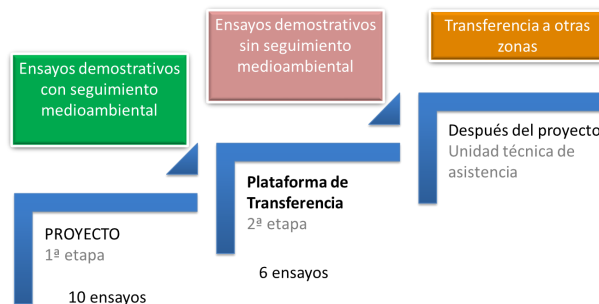 Ensayos demostrativos
con seguimiento
medioambiental
PROYECTO
1ª etapa
10 ensayos
Ensayos demostrativos
sin seguimiento
medioambiental
Plataforma de
Transferencia
2ª etapa
6 ensayos
Transferencia a otras
zonas
Después del proyecto
Unidad técnica de
asistencia